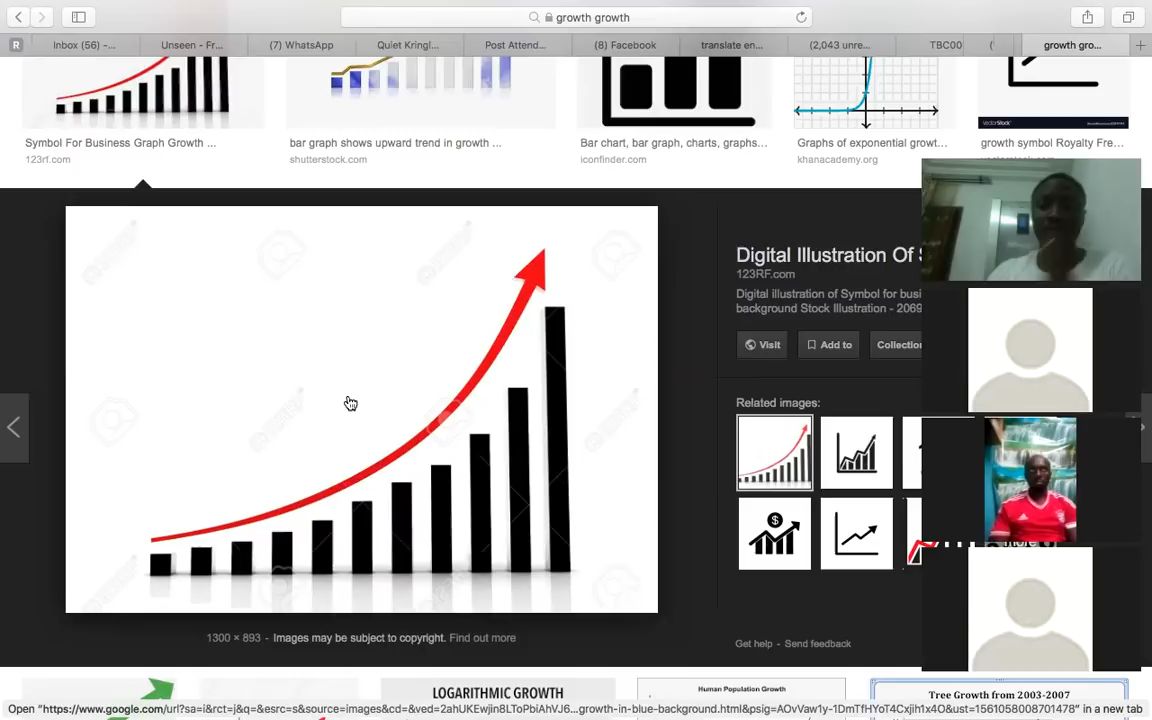 growth growth
R
Inbox (56) -...
Unseen - Fr...
(7) WhatsApp
Quiet Kringl...
Post Attend...
(8) Facebook
translate en...
(2,043 unre...
TBC00
growth gro...
Symbol For Business Graph Growth ...
123rf.com
bar graph shows upward trend in growth ...
shutterstock.com
Bar chart, bar graph, charts, graphs...
iconfinder.com
Graphs of exponential growt...
khanacademy.org
VectorStock
growth symbol Royalty Fre...
Digital Illustration Of
123RF.com
Digital illustration of Symbol for busi
background Stock Illustration - 2069
Visit
Add to
Collection
Related images:
$
1300 × 893 - Images may be subject to copyright. Find out more
Get help - Send feedback
LOGARITHMIC GROWTH
Human Population Growth
Tree Growth from 2003-2007
Open "https://www.google.com/url?sa=i&rct=j&q=&esrc=s&source=images&cd=&ved=2ahUKEwjin8LToPbiAhVJ6...growth-in-blue-background.html&psig=AOvVaw1y-1DmTfHYoT4Cxjih1x4O&ust=1561058008701478" in a new tab